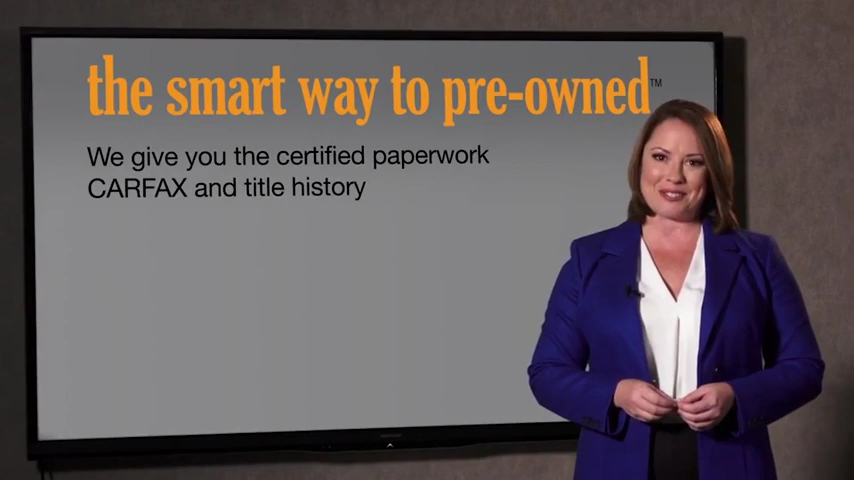 the smart way to pre-owned™
We give you the certified paperwork
CARFAX and title history